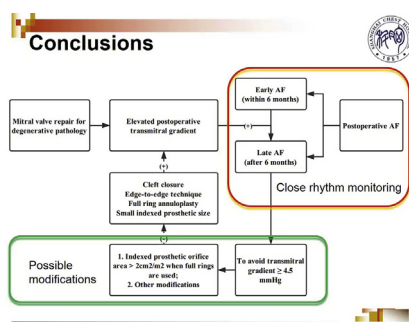 Conclusions
SHANGHAI CHEST
1957
Early AF
(within 6 months)
Mitral valve repair for
degenerative pathology
Elevated postoperative
transmitral gradient
(+)
Postoperative AF
Late AF
(after 6 months)
(+)
Close rhythm monitoring
Cleft closure
Edge-to-edge technique
Full ring annuloplasty
Small indexed prosthetic size
(-)
Possible
modifications
1. Indexed prosthetic orifice
area > 2cm2/m2 when full rings
are used;
2. Other modifications
To avoid transmitral
gradient ≥ 4.5
mmHg